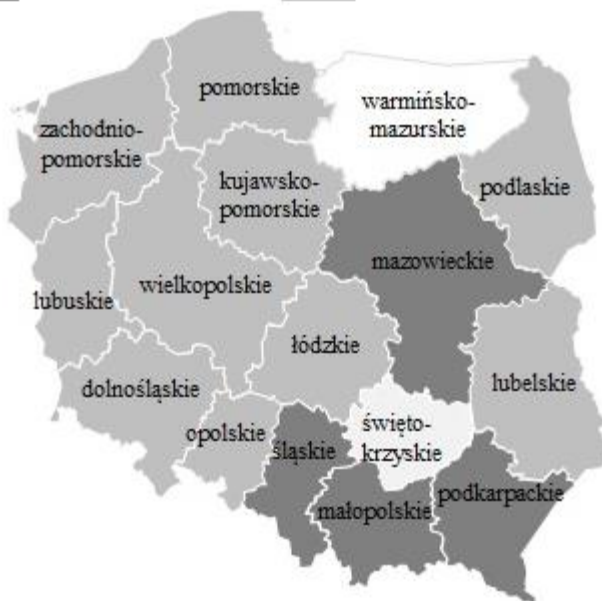 pomorskie
warmińsko-
mazurskie
zachodnio-
pomorskie
kujawsko-
pomorskie
podlaskie
mazowieckie
wielkopolskie
lubuskie
łódzkie
dolnośląskie
lubelskie
opolskie
święto-
krzyskie
śląskie
małopolskie
podkarpackie